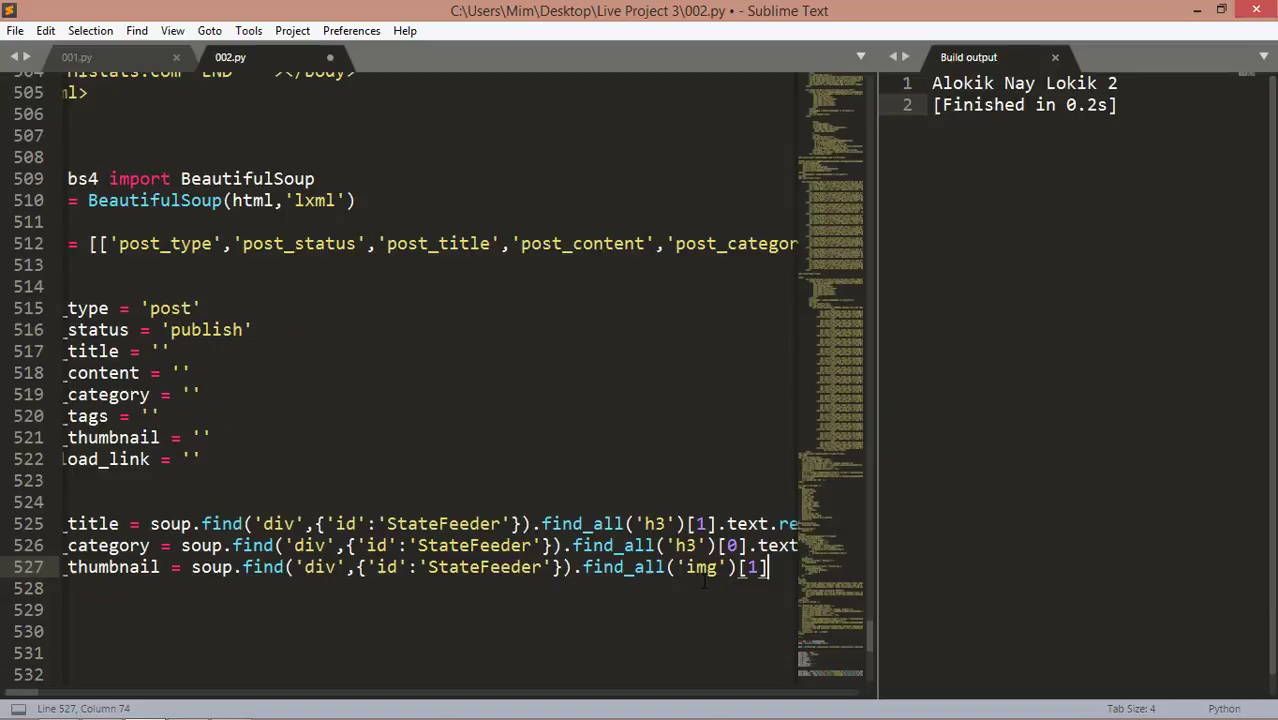 C:\Users\Mim\Desktop\Live Project 3\002.py • - Sublime Text
File Edit Selection Find View Goto Tools Project Preferences Help
001.py × 002.py Build output ×
505 ml>
506
507
508
509 bs4 import BeautifulSoup
510 = BeautifulSoup(html,'lxml')
511
512 = [['post_type','post_status','post_title','post_content','post_categor
513
514
515 _type = 'post'
516 _status = 'publish'
517 _title = ''
518 _content = ''
519 _category = ''
520 _tags = ''
521 _thumbnail = ''
522 load_link = ''
523
524
525 _title = soup.find('div',{'id':'StateFeeder'}).find_all('h3')[1].text.re
526 _category = soup.find('div',{'id':'StateFeeder'}).find_all('h3')[0].text
527 _thumbnail = soup.find('div',{'id':'StateFeeder'}).find_all('img')[1]
528
529
530
531
532
1 Alokik Nay Lokik 2
2 [Finished in 0.2s]
Line 527, Column 74 Tab Size: 4 Python